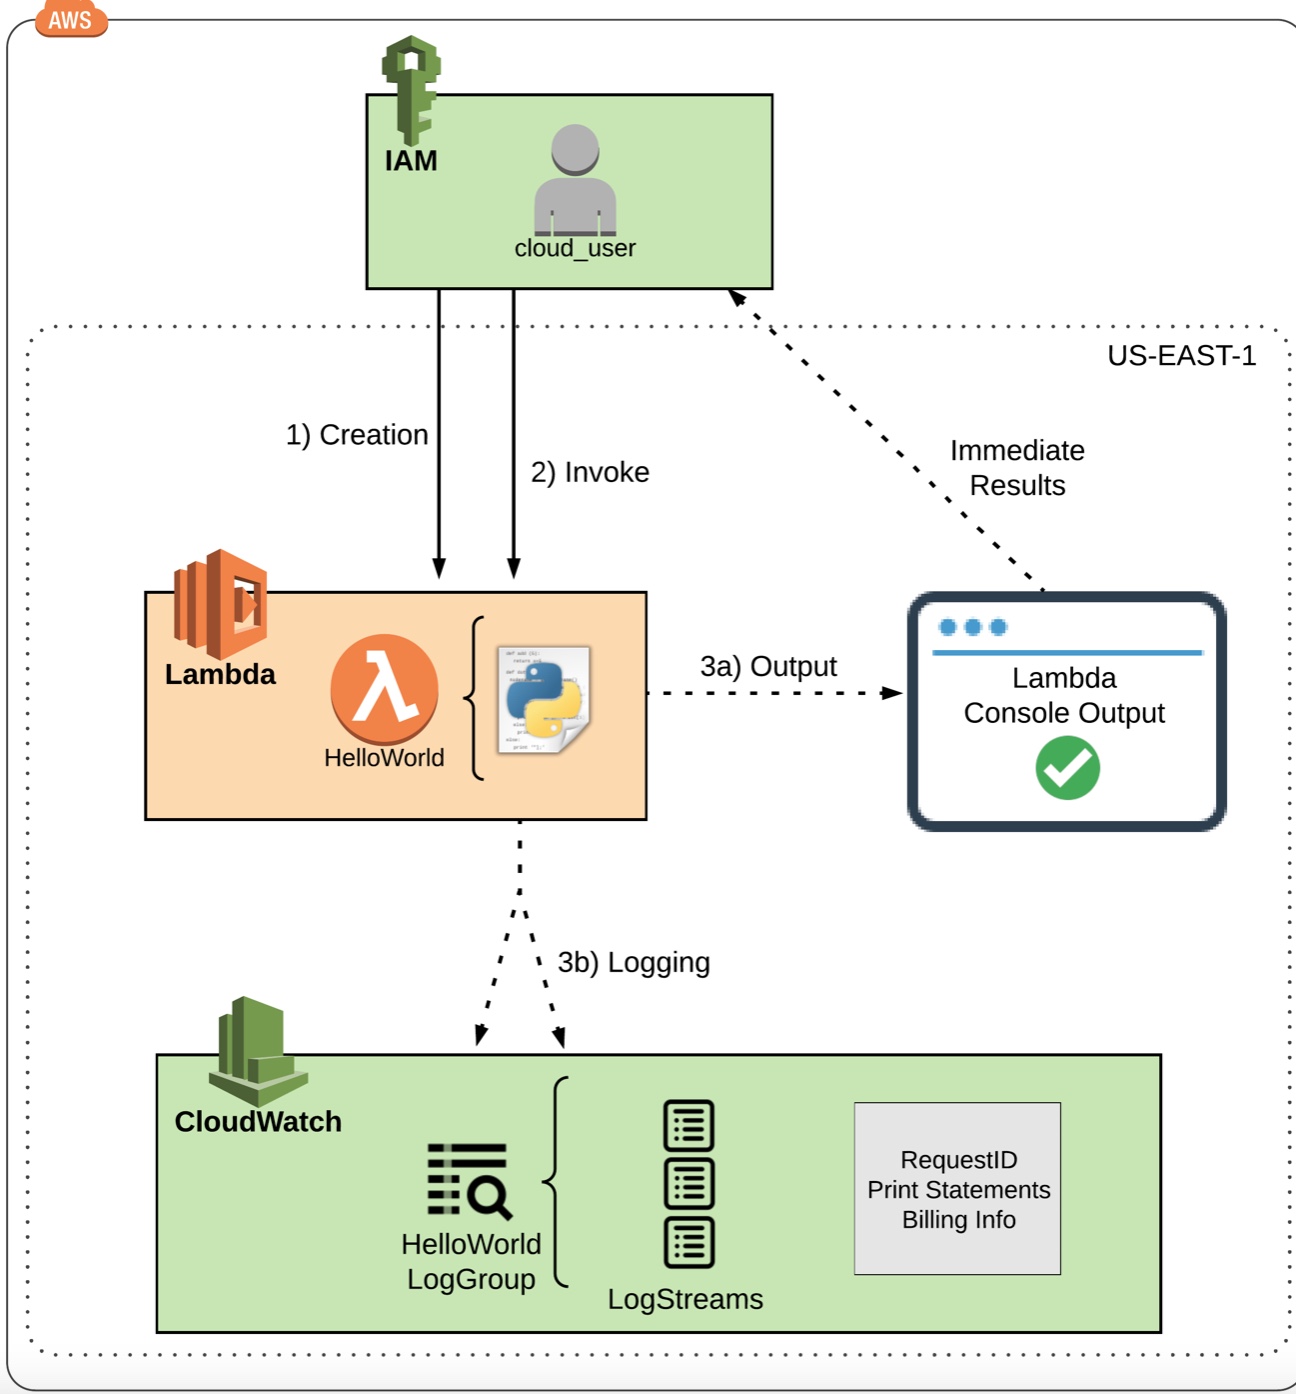 AWS
IAM
cloud_user
US-EAST-1
1) Creation
2) Invoke
Immediate
Results
Lambda
HelloWorld
3a) Output
Lambda
Console Output
3b) Logging
CloudWatch
HelloWorld
LogGroup
LogStreams
RequestID
Print Statements
Billing Info